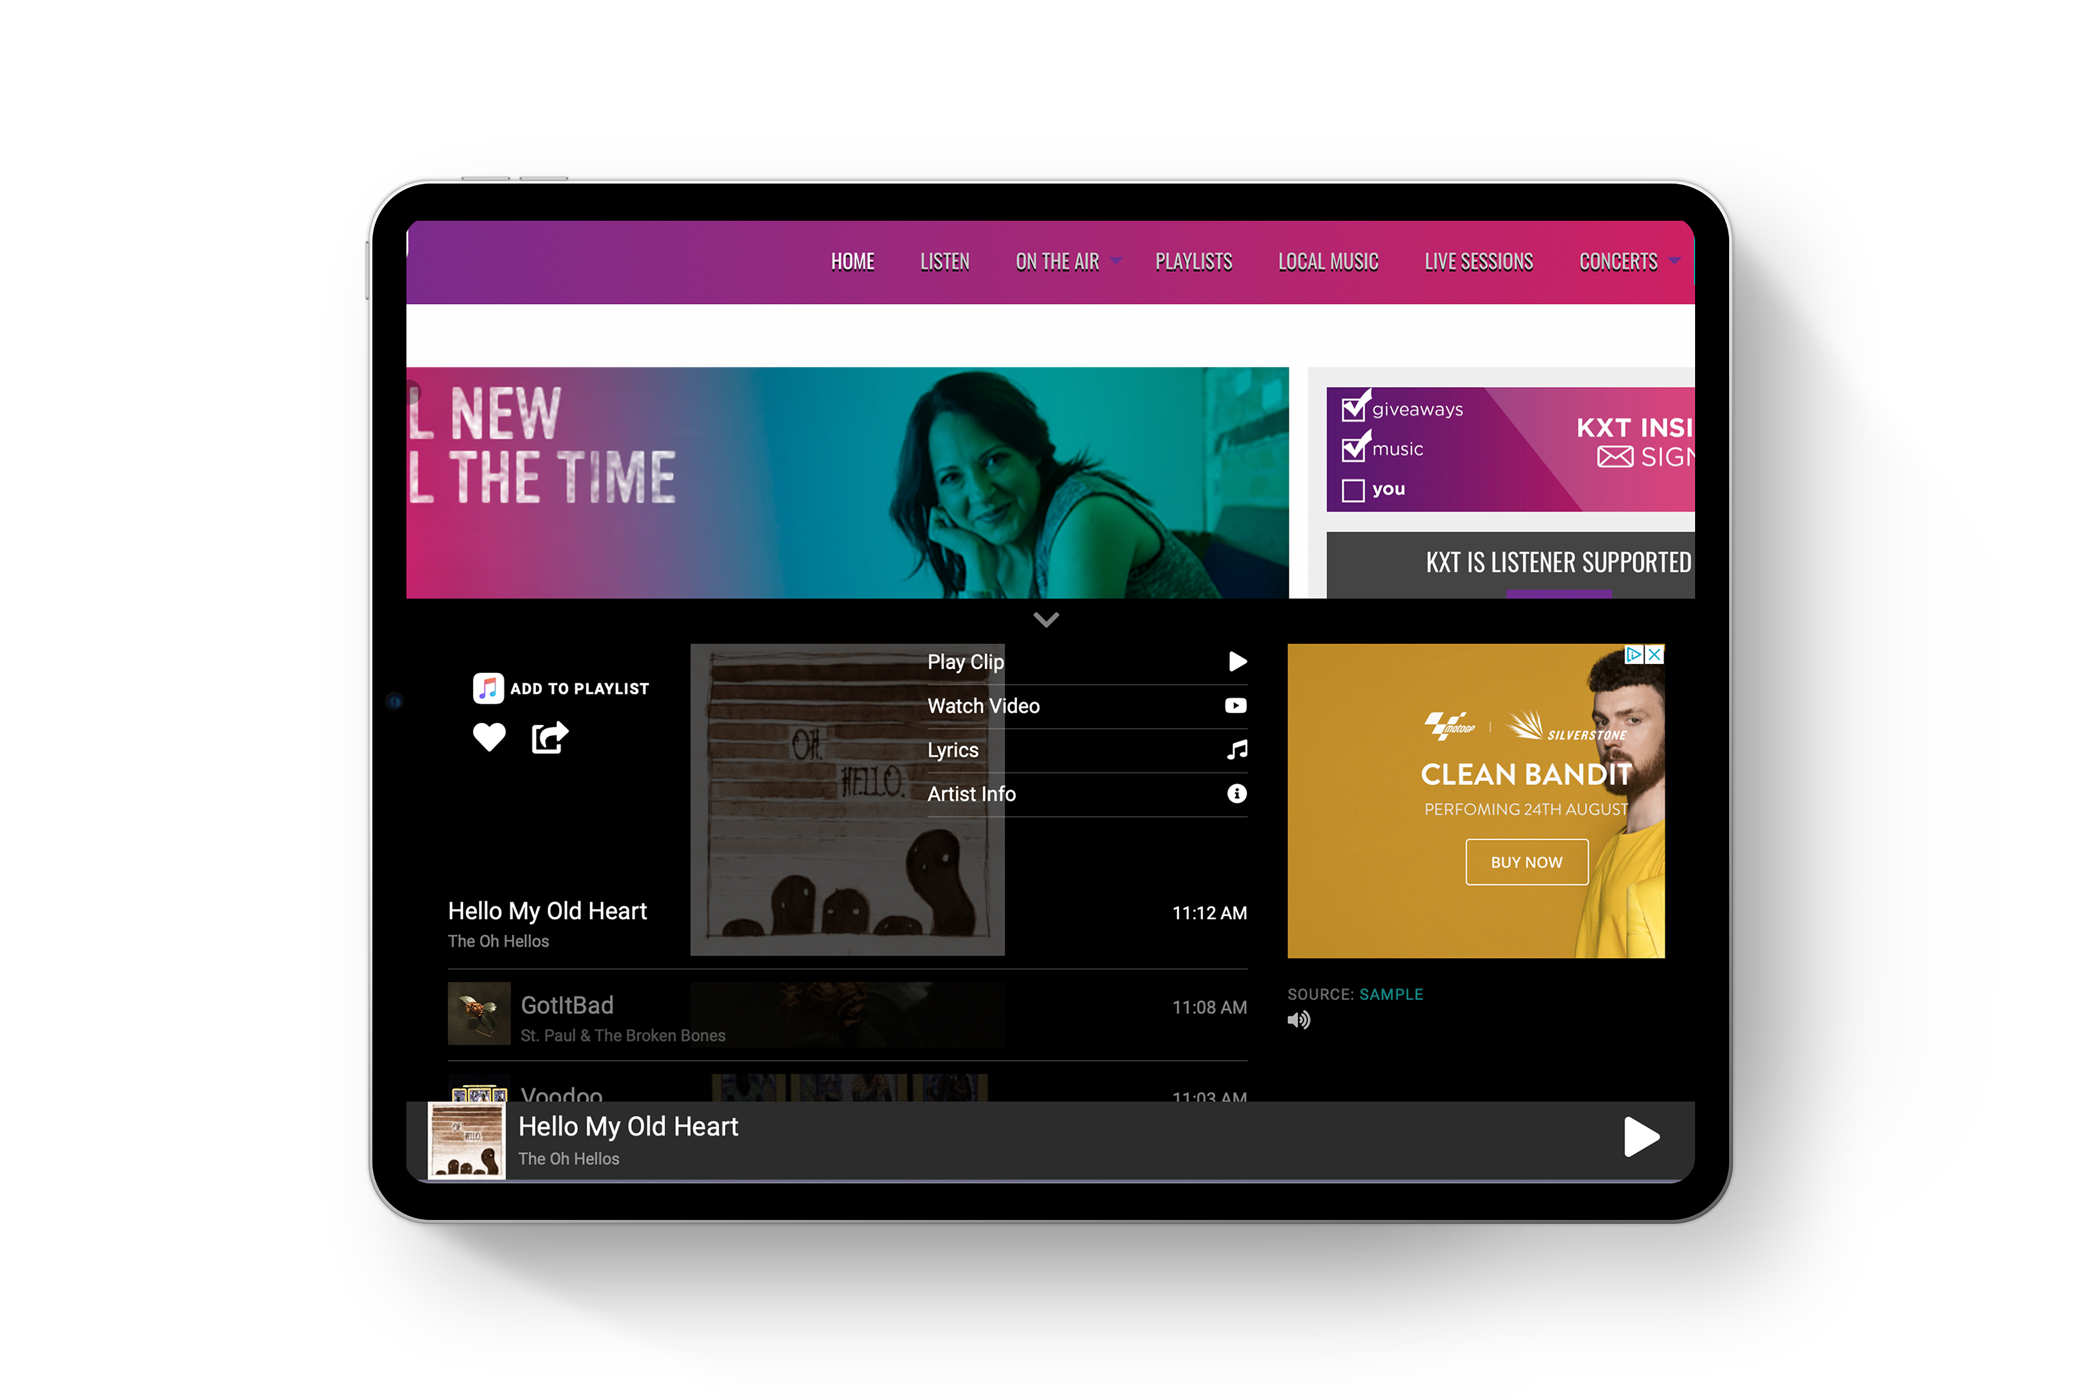 HOME LISTEN ON THE AIR PLAYLISTS LOCAL MUSIC LIVE SESSIONS CONCERTS
L NEW
L THE TIME
giveaways
music
you
KXT INSI
SIGN
KXT IS LISTENER SUPPORTED
ADD TO PLAYLIST
OH
HELLO.
Play Clip
Watch Video
Lyrics
Artist Info
Hello My Old Heart
The Oh Hellos
11:12 AM
GotItBad
St. Paul & The Broken Bones
11:08 AM
Voodoo
11:03 AM
motoGP
SILVERSTONE
CLEAN BANDIT
PERFOMING 24TH AUGUST
BUY NOW
SOURCE: SAMPLE
Hello My Old Heart
The Oh Hellos